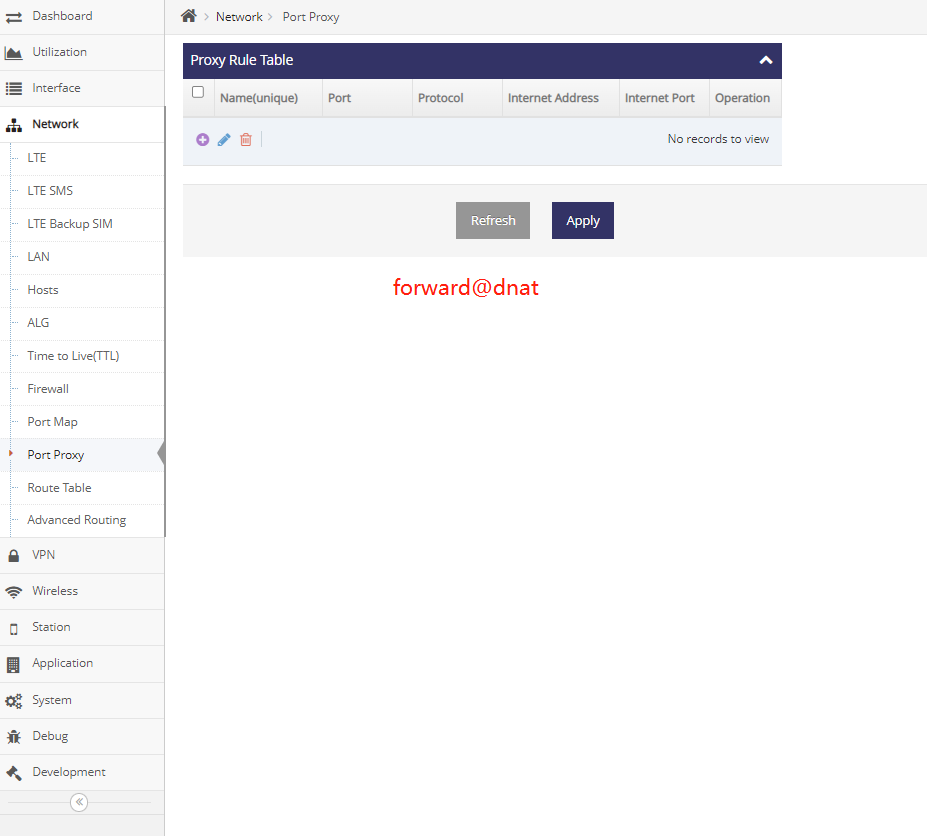 Dashboard
Utilization
Interface
Network
LTE
LTE SMS
LTE Backup SIM
LAN
Hosts
ALG
Time to Live(TTL)
Firewall
Port Map
Port Proxy
Route Table
Advanced Routing
VPN
Wireless
Station
Application
System
Debug
Development
Network Port Proxy
Proxy Rule Table
Name(unique) Port Protocol Internet Address Internet Port Operation
No records to view
Refresh Apply
forward@dnat